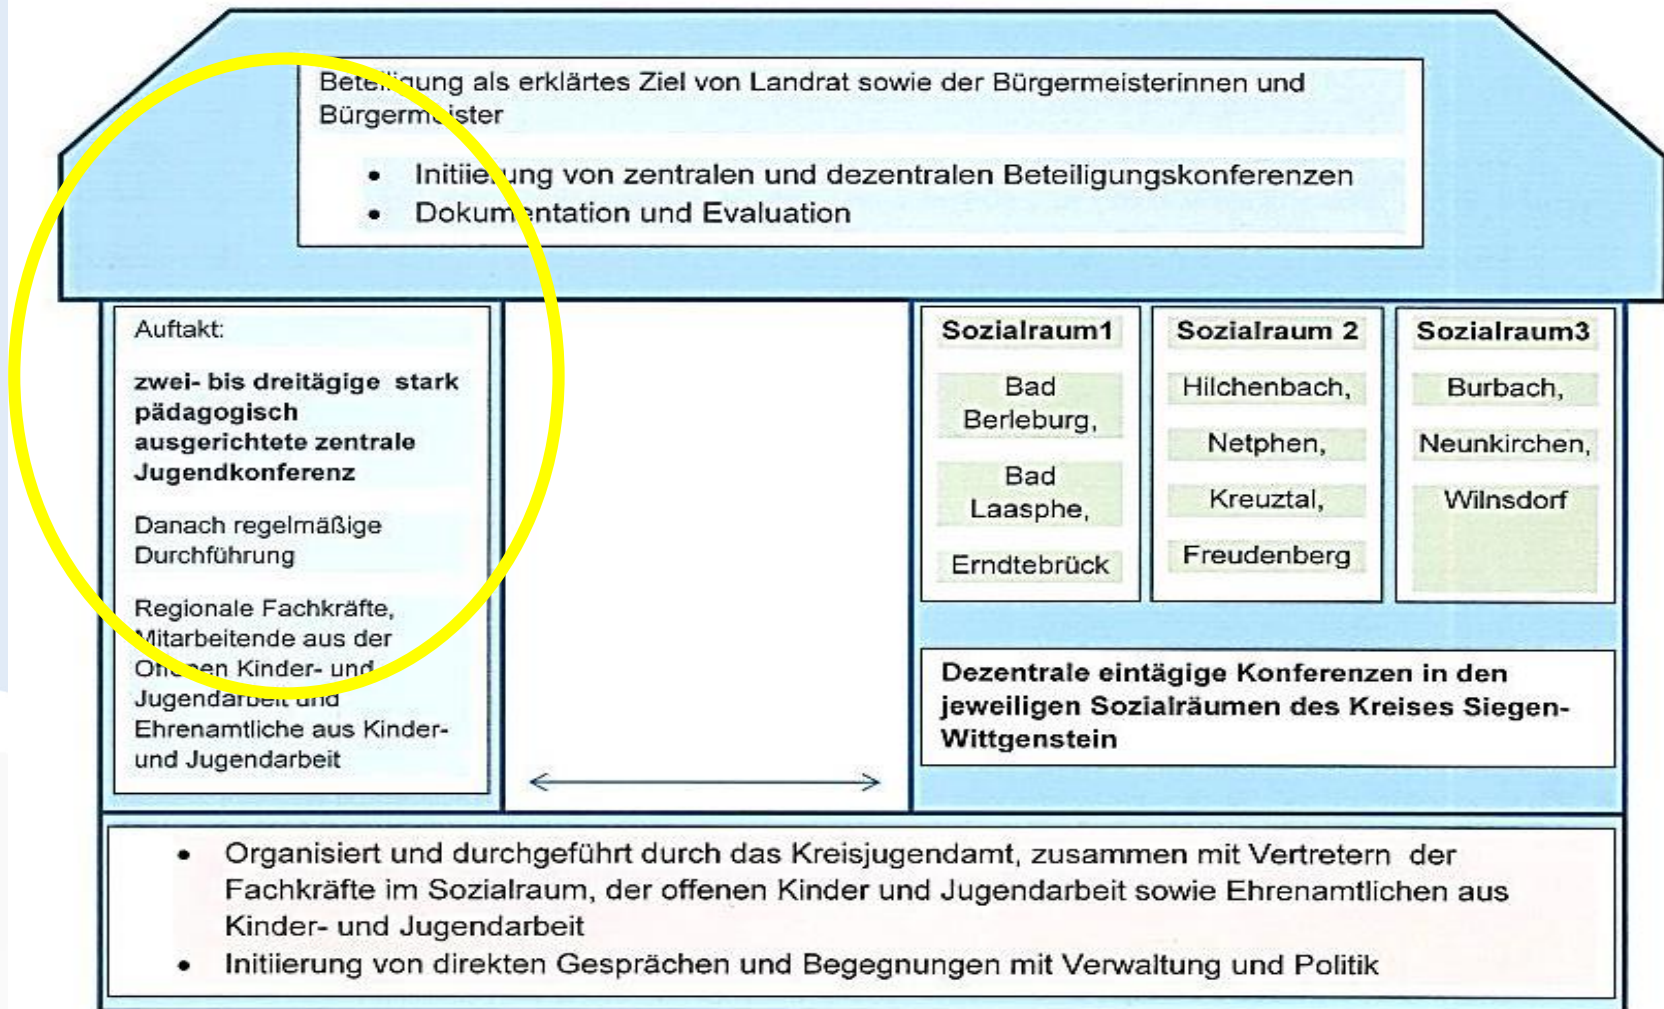 Beteiligung als erklärtes Ziel von Landrat sowie der Bürgermeisterinnen und
Bürgermeister
• Initiierung von zentralen und dezentralen Beteiligungskonferenzen
• Dokumentation und Evaluation
Auftakt:
zwei- bis dreitägige stark
pädagogisch
ausgerichtete zentrale
Jugendkonferenz
Danach regelmäßige
Durchführung
Regionale Fachkräfte,
Mitarbeitende aus der
Offenen Kinder- und
Jugendarbeit und
Ehrenamtliche aus Kinder-
und Jugendarbeit
Sozialraum1
Bad
Berleburg,
Bad
Laasphe,
Erndtebrück
Sozialraum 2
Hilchenbach,
Netphen,
Kreuztal,
Freudenberg
Sozialraum3
Burbach,
Neunkirchen,
Wilnsdorf
Dezentrale eintägige Konferenzen in den
jeweiligen Sozialräumen des Kreises Siegen-
Wittgenstein
• Organisiert und durchgeführt durch das Kreisjugendamt, zusammen mit Vertretern der
Fachkräfte im Sozialraum, der offenen Kinder und Jugendarbeit sowie Ehrenamtlichen aus
Kinder- und Jugendarbeit
• Initiierung von direkten Gesprächen und Begegnungen mit Verwaltung und Politik